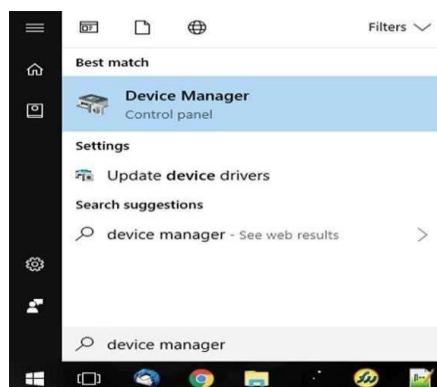 Filters
Best match
Device Manager
Control panel
Settings
Update device drivers
Search suggestions
device manager - See web results
device manager